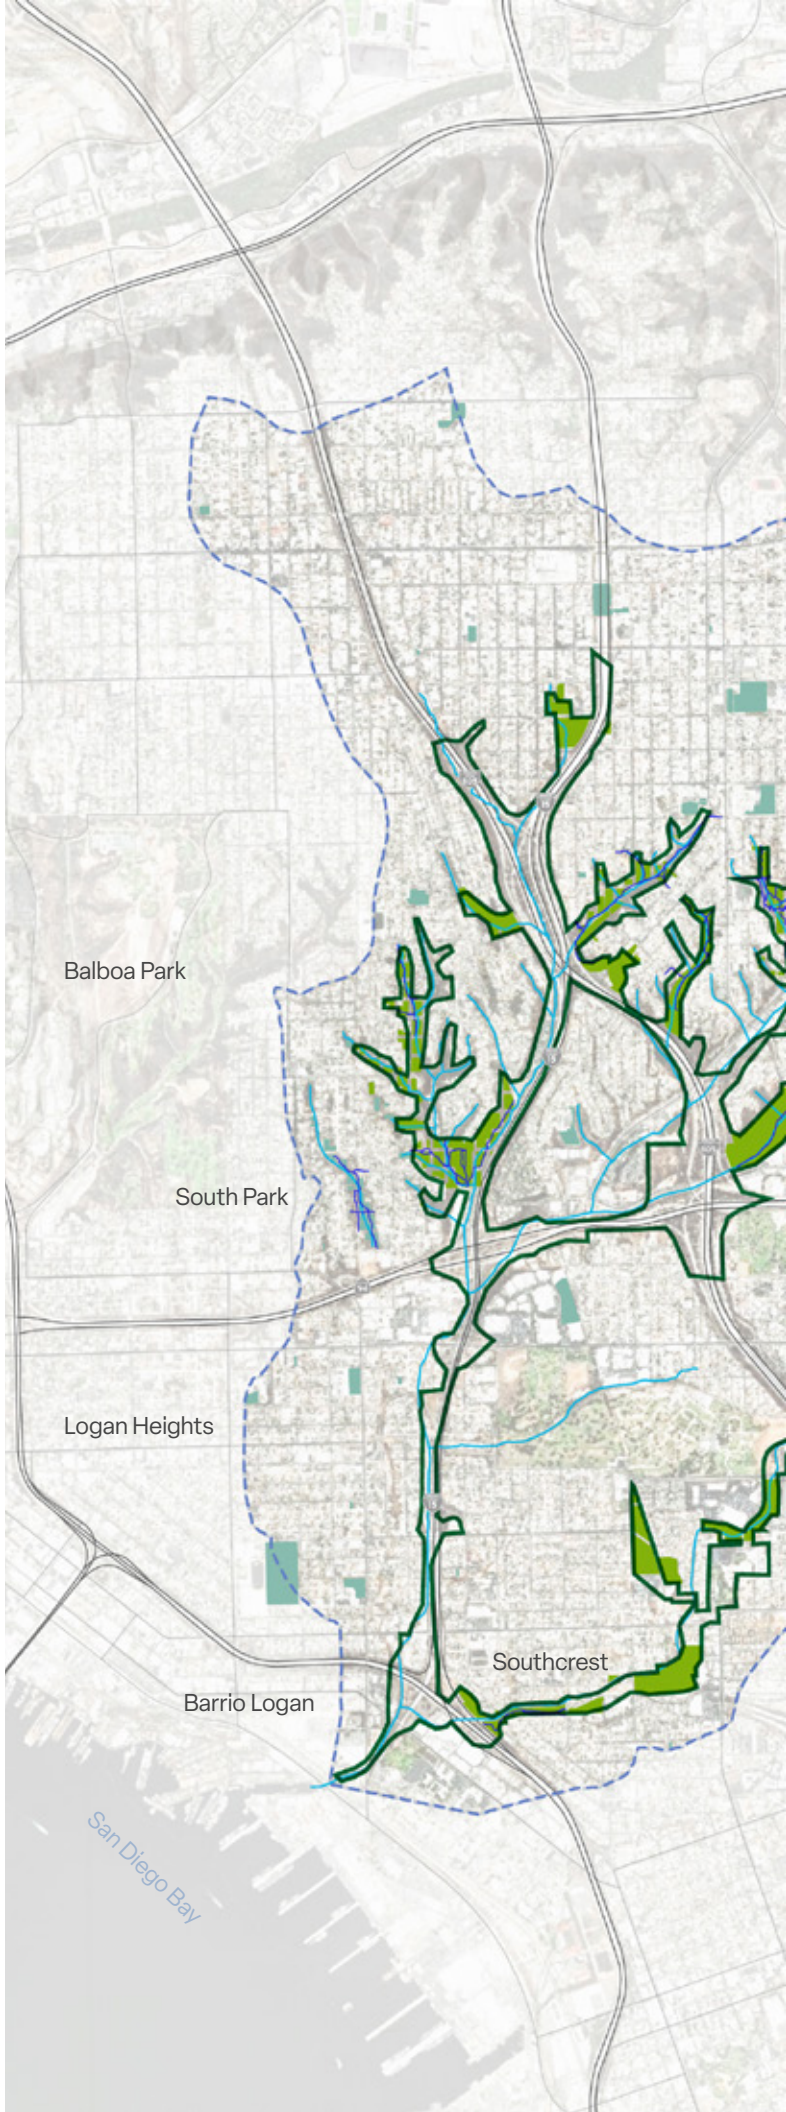 Balboa Park
South Park
Logan Heights
Southcrest
Barrio Logan
San Diego Bay